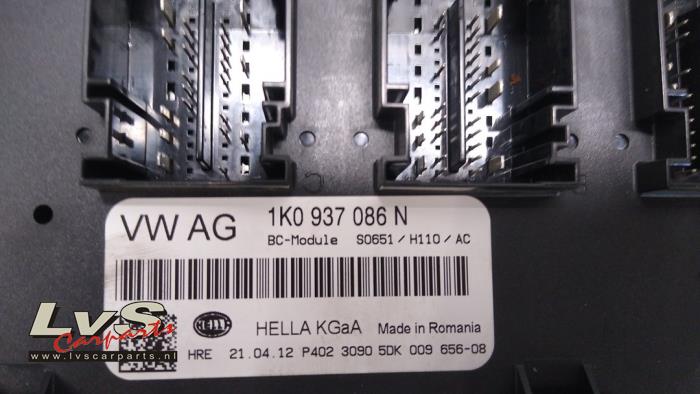 VW AG 1K0 937 086 N
BC-Module S0651 / H110 / AC
HELLA
HELLA KGaA Made in Romania
HRE 21.04.12 P402 3090 5DK 009 656-08
LvS
Carparts
www.lvscarparts.nl